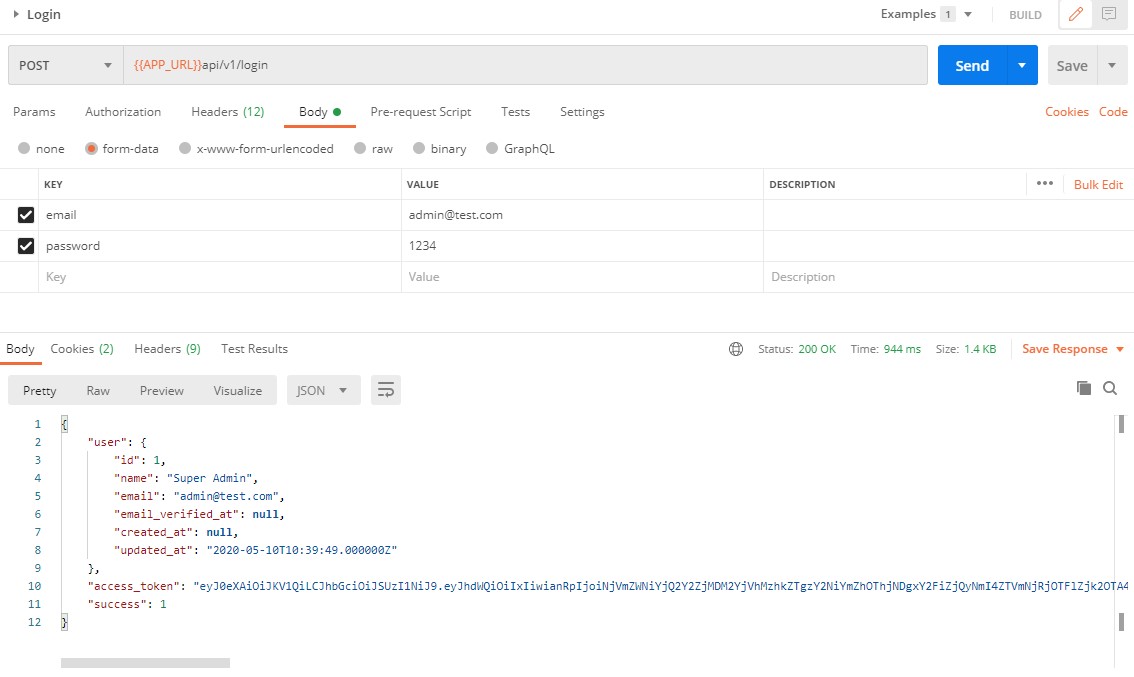 Login Examples 1 BUILD
POST {{APP_URL}}api/v1/login Send Save
Params Authorization Headers (12) Body Pre-request Script Tests Settings Cookies Code
none form-data x-www-form-urlencoded raw binary GraphQL
KEY VALUE DESCRIPTION ••• Bulk Edit
email admin@test.com
password 1234
Key Value Description
Body Cookies (2) Headers (9) Test Results Status: 200 OK Time: 944 ms Size: 1.4 KB Save Response
Pretty Raw Preview Visualize JSON
1 {
2 "user": {
3 "id": 1,
4 "name": "Super Admin",
5 "email": "admin@test.com",
6 "email_verified_at": null,
7 "created_at": null,
8 "updated_at": "2020-05-10T10:39:49.000000Z"
9 },
10 "access_token": "eyJ0eXAiOiJKV1QiLCJhbGciOiJSUzI1NiJ9.eyJhdWQiOiIxIiwianRpIjoiNjVmZWNiYjQ2Y2ZjMDM2YjVhMzhkZTgzY2NiYmZhOThjNDgxY2FiZjQyNmI4ZTVmNjRjOTFlZjk2OTA4
11 "success": 1
12 }